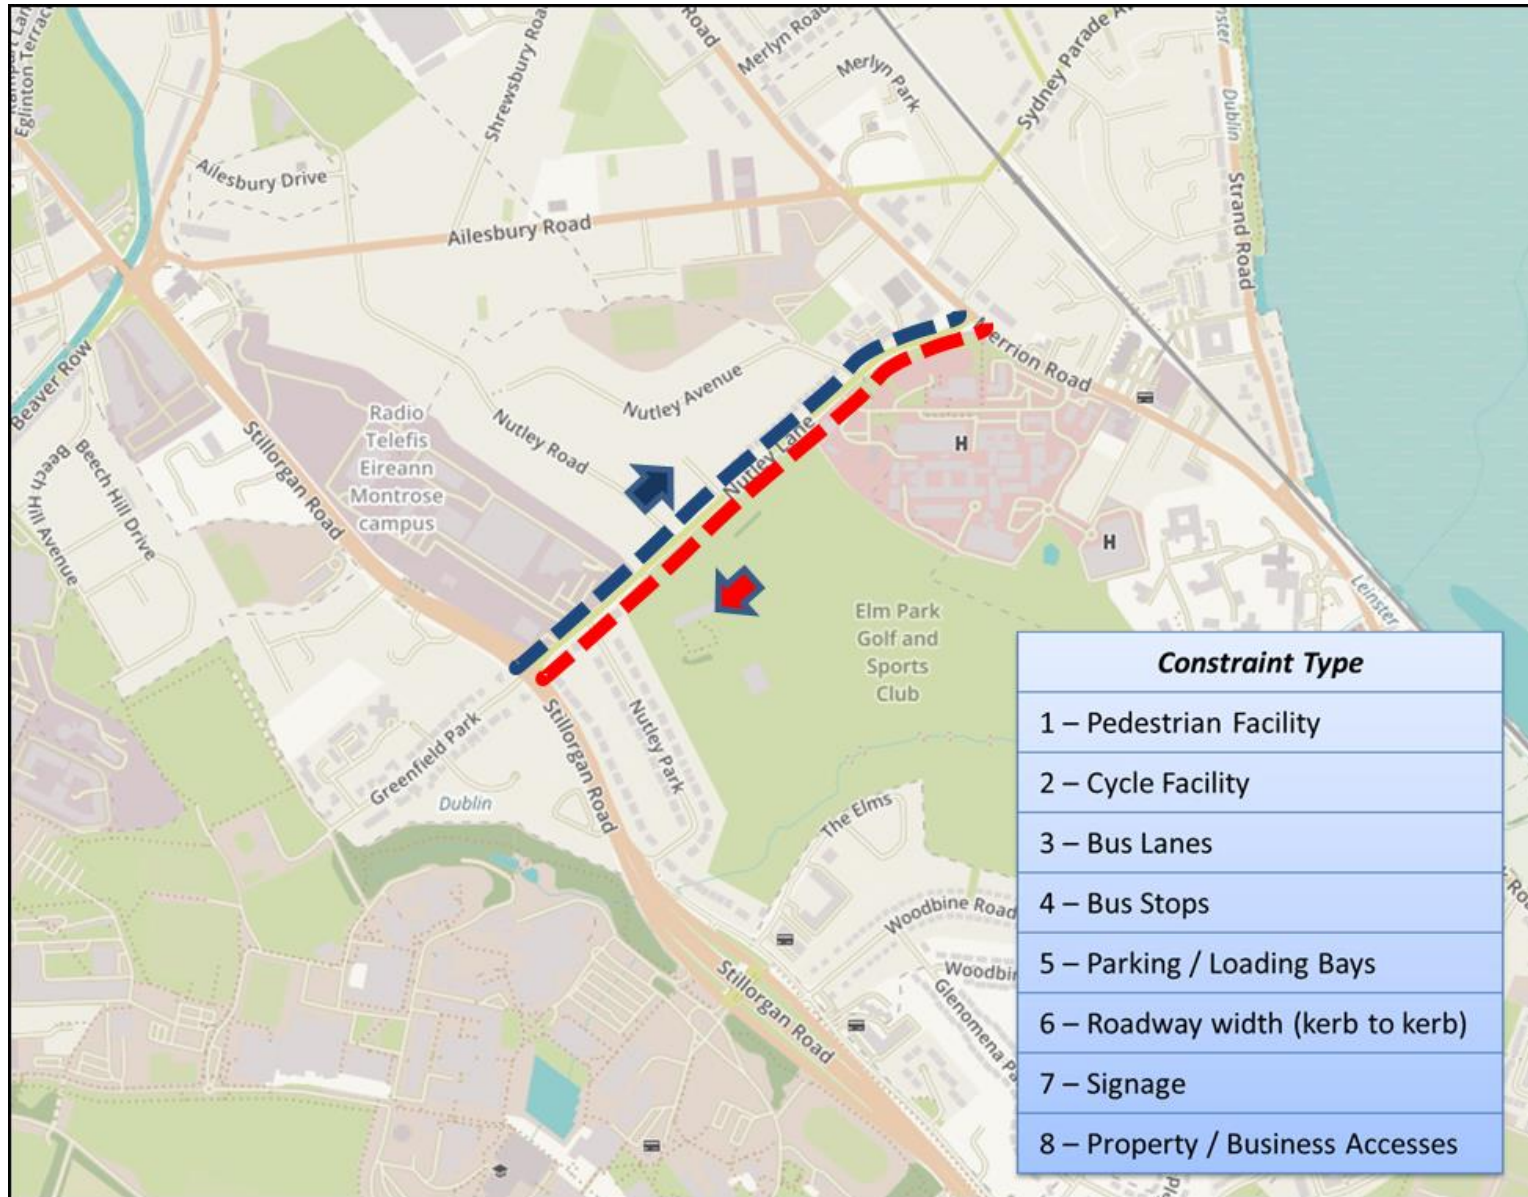 Eglinton Terrace
Shrewsbury Road
Road
Merlyn Road
Merlyn Park
Sydney Parade
Dublin
Ailesbury Drive
Ailesbury Road
Strand Road
Beaver Row
Merrion Road
Nutley Avenue
Nutley Road
Nutley Lane
Radio
Telefis
Eireann
Montrose
campus
Stillorgan Road
Beech Hill Avenue
Beech Hill Drive
H
H
Leinster
Elm Park
Golf and
Sports
Club
Nutley Park
Stillorgan Road
Greenfield Park
Dublin
The Elms
Woodbine Road
Woodbin
Glenomena Pa
Stillorgan Road
Constraint Type
1 – Pedestrian Facility
2 – Cycle Facility
3 – Bus Lanes
4 – Bus Stops
5 – Parking / Loading Bays
6 – Roadway width (kerb to kerb)
7 – Signage
8 – Property / Business Accesses